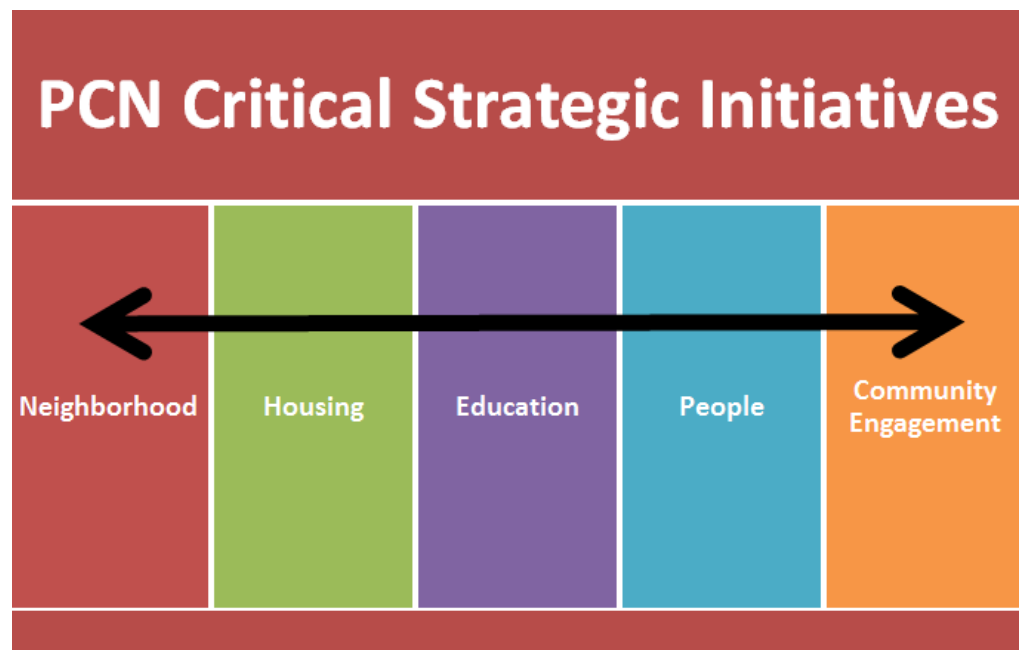 PCN Critical Strategic Initiatives
Neighborhood
Housing
Education
People
Community
Engagement